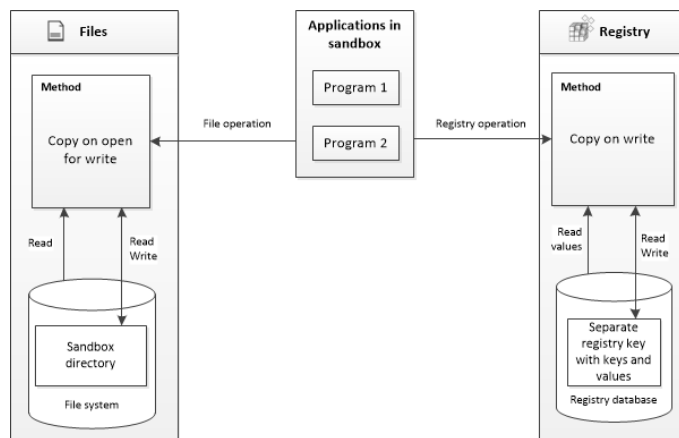 Files
Method
Copy on open
for write
Read
Read
Write
Sandbox
directory
File system
File operation
Applications in
sandbox
Program 1
Program 2
Registry operation
Registry
Method
Copy on write
Read
values
Read
Write
Separate
registry key
with keys and
values
Registry database